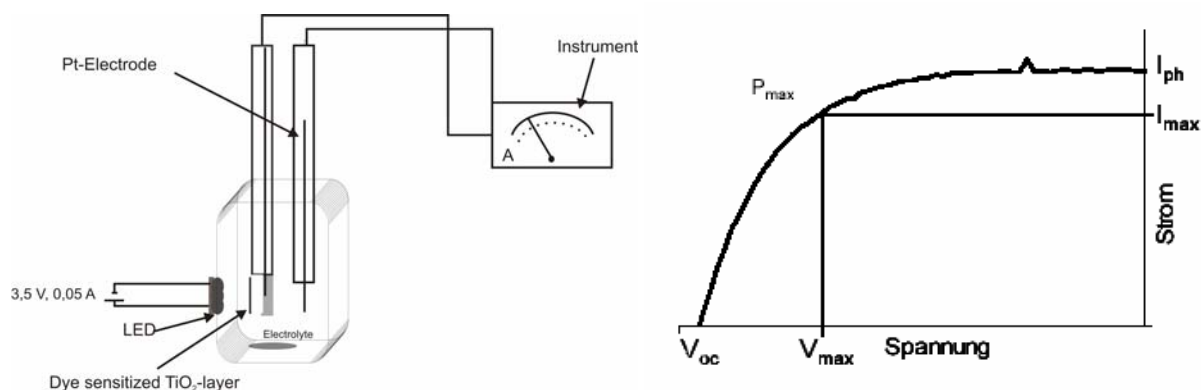 Pt-Electrode
Instrument
A
3,5 V, 0,05 A
LED
Electrolyte
Dye sensitized TiO₂-layer
P_max
I_ph
I_max
Strom
V_oc
V_max
Spannung